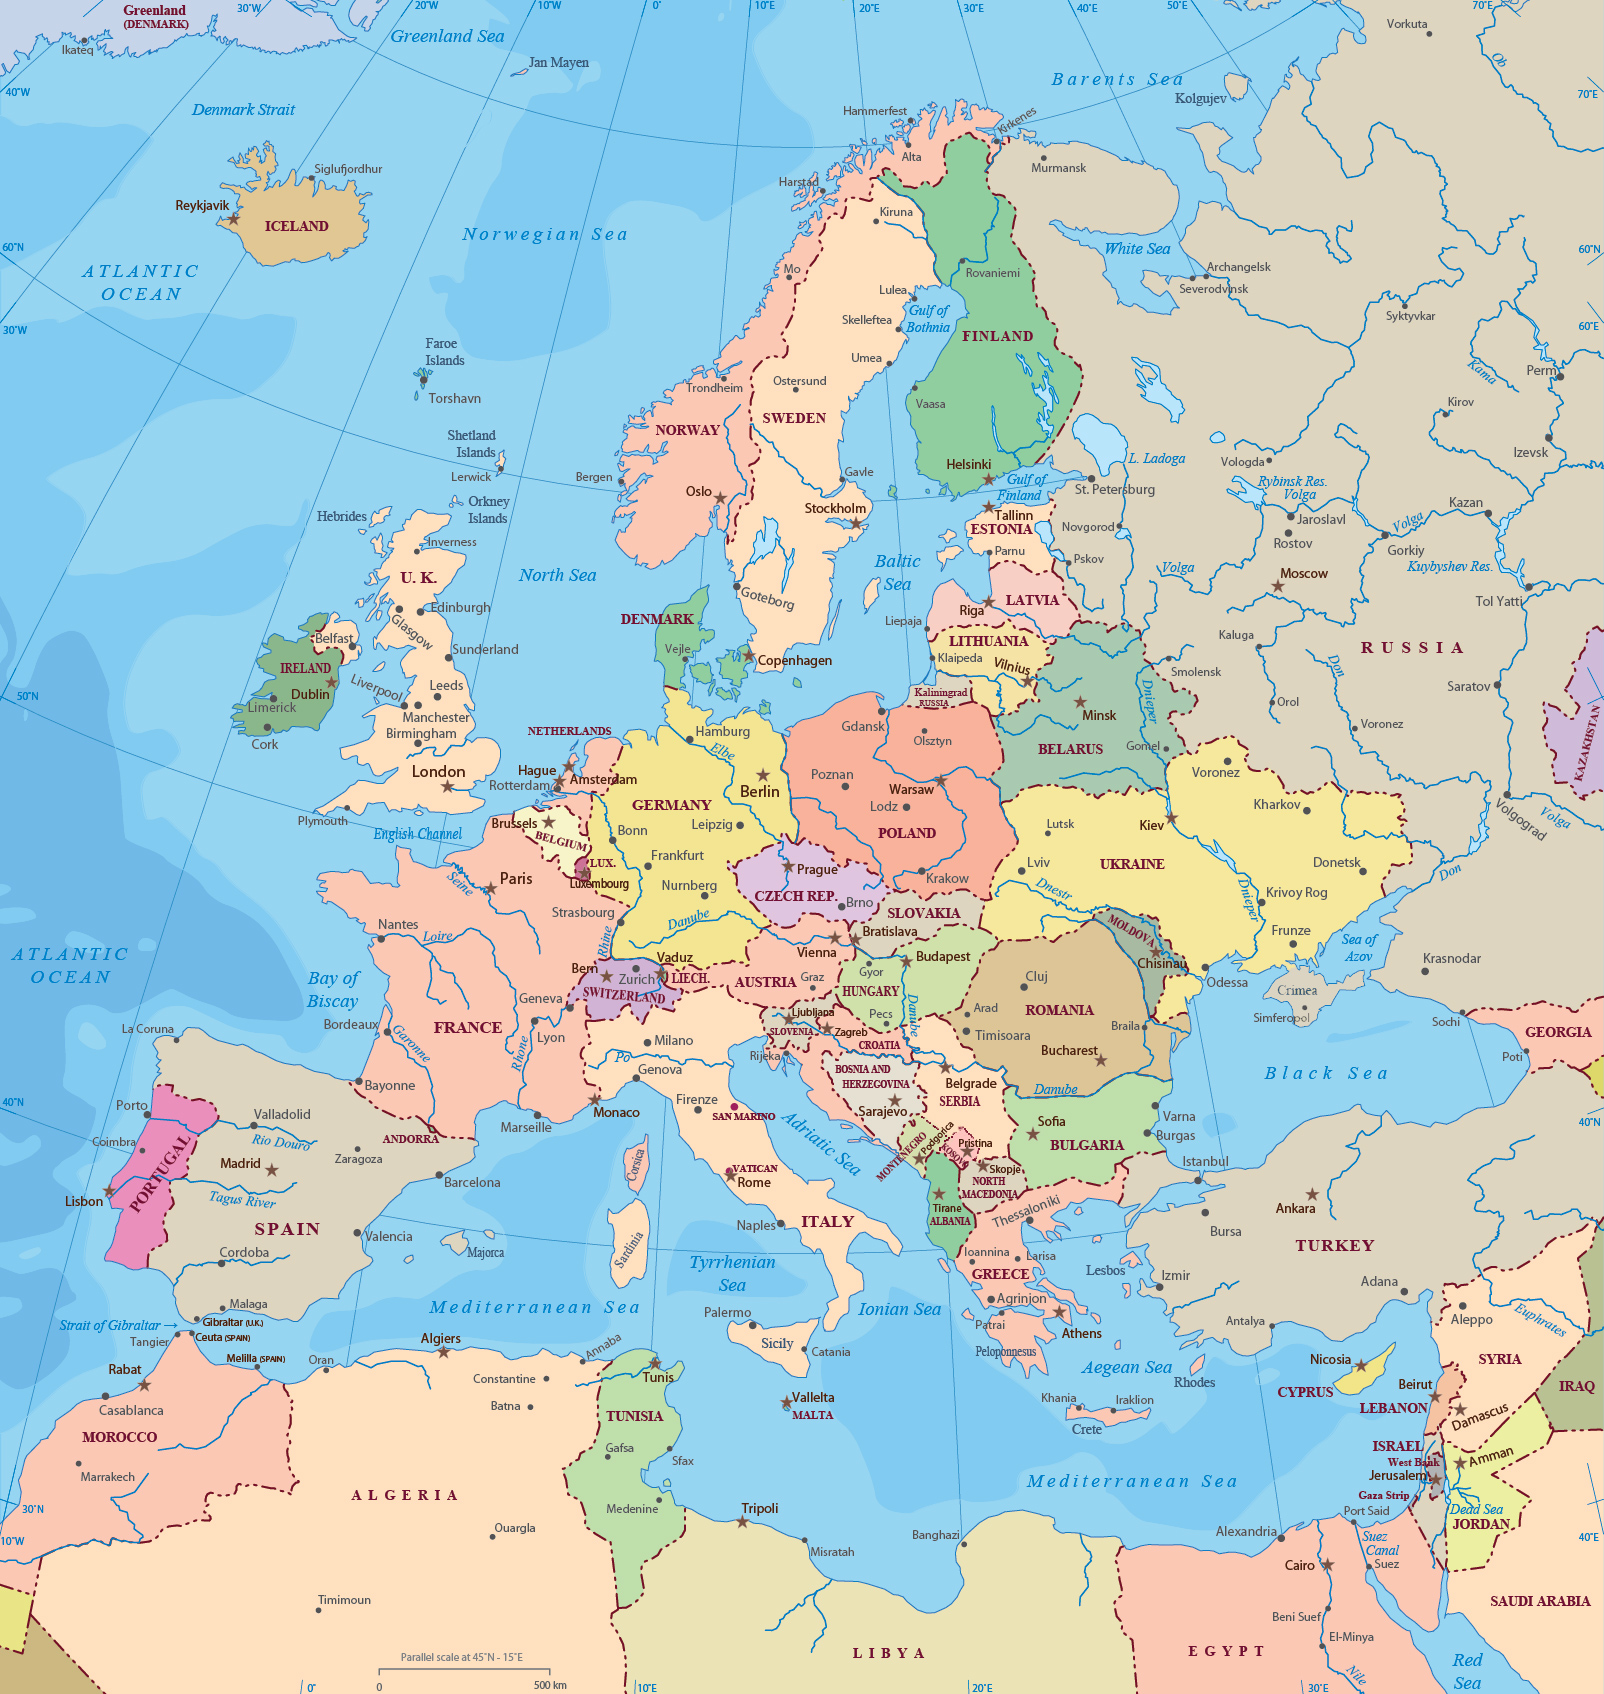 30˚W
20˚W
10˚W
0˚
10˚E
20˚E
30˚E
40˚E
50˚E
70˚E
Greenland
(DENMARK)
Ikateq
Greenland Sea
Jan Mayen
Barents Sea
Vorkuta
Ob
Kolgujev
40˚W
70˚E
Denmark Strait
Hammerfest
Kirkenes
Alta
Murmansk
Siglufjordhur
Harstad
Reykjavik
ICELAND
Kiruna
Norwegian Sea
White Sea
60˚N
60˚N
ATLANTIC
OCEAN
Mo
Rovaniemi
Archangelsk
Severodvinsk
Lulea
Gulf of
Bothnia
Skelleftea
Syktyvkar
30˚W
60˚E
FINLAND
Faroe
Islands
Umea
Torshavn
Trondheim
Ostersund
Vaasa
Kama
Perm
Kirov
NORWAY
SWEDEN
Shetland
Islands
Lerwick
Bergen
Gavle
Helsinki
L. Ladoga
Vologda
Izevsk
Oslo
Stockholm
Gulf of
Finland
St. Petersburg
Rybinsk Res.
Volga
Orkney
Islands
Hebrides
Tallinn
ESTONIA
Novgorod
Jaroslavl
Rostov
Kazan
Volga
Gorkiy
Inverness
Parnu
Pskov
Kuybyshev Res.
U. K.
North Sea
Baltic
Sea
Volga
Moscow
Edinburgh
Glasgow
Goteborg
Riga
LATVIA
Tol Yatti
DENMARK
Liepaja
Belfast
Sunderland
Vejle
Copenhagen
LITHUANIA
Klaipeda
Vilnius
Kaluga
RUSSIA
IRELAND
Dublin
Liverpool
Leeds
Kaliningrad
RUSSIA
Smolensk
Don
Saratov
50˚N
Limerick
Manchester
Minsk
Dnieper
Orol
Cork
Birmingham
NETHERLANDS
Hamburg
Elbe
Gdansk
Olsztyn
BELARUS
Gomel
Voronez
KAZAKHSTAN
London
Hague
Amsterdam
Rotterdam
Berlin
Poznan
Warsaw
Voronez
GERMANY
Lodz
Kharkov
Plymouth
English Channel
Brussels
BELGIUM
Bonn
Leipzig
POLAND
Kiev
Lutsk
Volgograd
Volga
LUX.
Luxembourg
Frankfurt
Prague
Krakow
Lviv
UKRAINE
Donetsk
Don
Seine
Paris
Nurnberg
CZECH REP.
Brno
Dnestr
Dnieper
Krivoy Rog
Strasbourg
Danube
SLOVAKIA
MOLDOVA
Nantes
Loire
Rhine
Vienna
Bratislava
Frunze
Sea of
Azov
ATLANTIC
OCEAN
Bay of
Biscay
Bern
Zurich
Vaduz
LIECH.
SWITZERLAND
AUSTRIA
Graz
Gyor
Budapest
HUNGARY
Cluj
Chisinau
Odessa
Krasnodar
Geneva
Ljubljana
SLOVENIA
Zagreb
CROATIA
Pecs
Danube
Arad
Timisoara
ROMANIA
Braila
Crimea
Simferopol
Sochi
GEORGIA
Poti
La Coruna
Bordeaux
Garonne
FRANCE
Lyon
Rhone
Milano
Po
Rijeka
Genova
BOSNIA AND
HERZEGOVINA
Belgrade
SERBIA
Bucharest
Danube
Black Sea
Bayonne
Monaco
Firenze
SAN MARINO
Sarajevo
40˚N
Porto
Valladolid
Rio Douro
Marseille
ANDORRA
Adriatic Sea
MONTENEGRO
Podgorica
KOSOVO
Pristina
Sofia
BULGARIA
Varna
Burgas
40˚N
Coimbra
PORTUGAL
Zaragoza
Madrid
Corsica
VATICAN
Rome
Skopje
NORTH
MACEDONIA
Istanbul
Lisbon
Tagus River
Barcelona
Tirane
ALBANIA
Thessaloniki
Ankara
SPAIN
Valencia
Majorca
Sardinia
Naples
ITALY
Bursa
TURKEY
Cordoba
Tyrrhenian
Sea
Ioannina
Larisa
GREECE
Lesbos
Izmir
Adana
Malaga
Mediterranean Sea
Ionian Sea
Agrinion
Strait of Gibraltar →
Gibraltar (U.K.)
Palermo
Patrai
Athens
Antalya
Aleppo
Euphrates
Tangier
Ceuta (SPAIN)
Algiers
Annaba
Sicily
Catania
Peloponnesus
Rabat
Melilla (SPAIN)
Oran
Aegean Sea
Nicosia
SYRIA
Casablanca
Constantine
Tunis
Rhodes
CYPRUS
Beirut
LEBANON
IRAQ
Batna
Vallelta
MALTA
Khania
Iraklion
Crete
Damascus
MOROCCO
TUNISIA
ISRAEL
West Bank
Jerusalem
Amman
Marrakech
Gafsa
Sfax
Mediterranean Sea
ALGERIA
Gaza Strip
30˚N
Medenine
Tripoli
Port Said
Dead Sea
JORDAN
10˚W
Ouargla
Misratah
Banghazi
Alexandria
Suez
Canal
40˚E
Cairo
Suez
Timimoun
Beni Suef
SAUDI ARABIA
El-Minya
Parallel scale at 45˚N - 15˚E
LIBYA
EGYPT
Nile
Red
Sea
0
500 km
0˚
10˚E
20˚E
30˚E